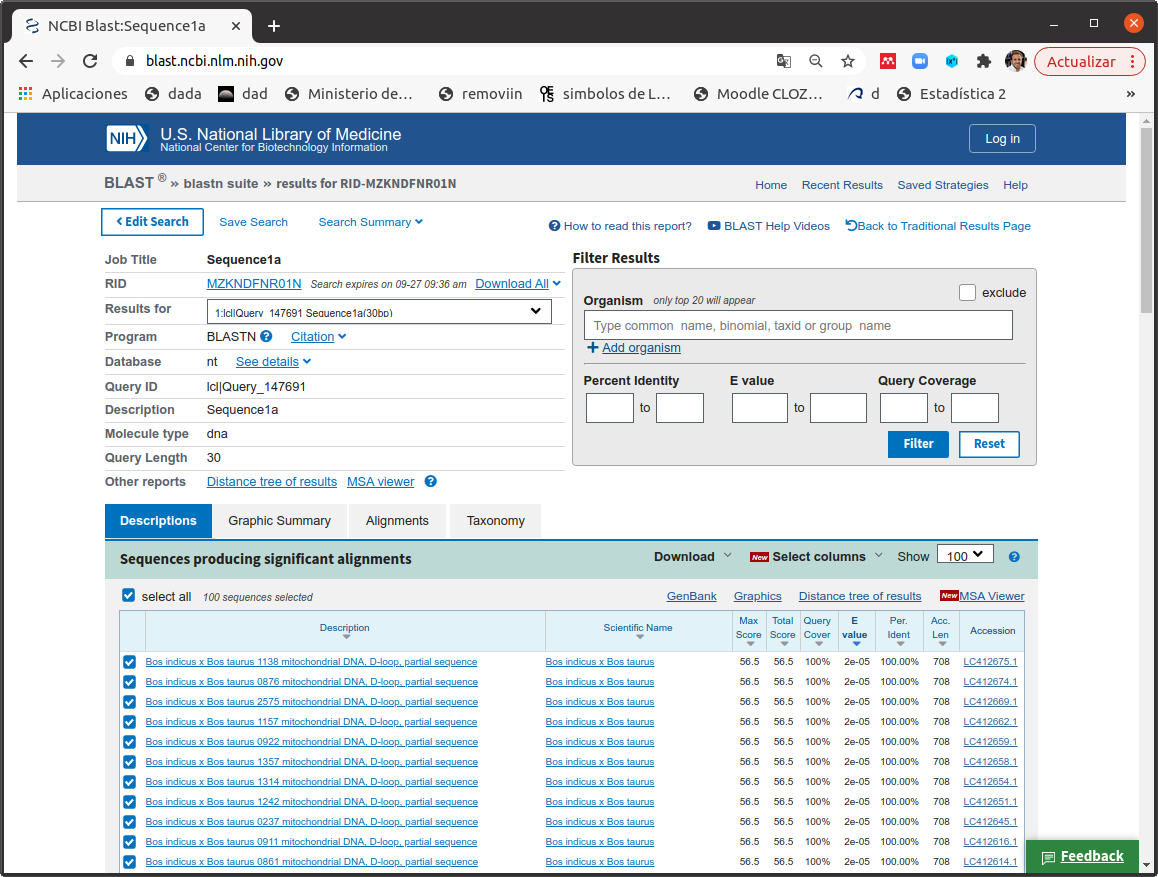 NCBI Blast:Sequence1a
blast.ncbi.nlm.nih.gov
Actualizar
Aplicaciones dada dad Ministerio de… removiin simbolos de L… Moodle CLOZ… d Estadística 2 »
NIH U.S. National Library of Medicine
National Center for Biotechnology Information
Log in
BLAST ® » blastn suite » results for RID-MZKNDFNR01N
Home Recent Results Saved Strategies Help
Edit Search Save Search Search Summary
How to read this report? BLAST Help Videos Back to Traditional Results Page
Job Title Sequence1a
RID MZKNDFNR01N Search expires on 09-27 09:36 am Download All
Results for 1:lcl|Query_147691 Sequence1a(30bp)
Program BLASTN ? Citation
Database nt See details
Query ID lcl|Query_147691
Description Sequence1a
Molecule type dna
Query Length 30
Other reports Distance tree of results MSA viewer ?
Filter Results
Organism only top 20 will appear exclude
Type common name, binomial, taxid or group name
+ Add organism
Percent Identity E value Query Coverage
to to to
Filter Reset
Descriptions Graphic Summary Alignments Taxonomy
Sequences producing significant alignments Download New Select columns Show 100 ?
select all 100 sequences selected GenBank Graphics Distance tree of results New MSA Viewer
Description Scientific Name Max Score Total Score Query Cover E value Per. Ident Acc. Len Accession
Bos indicus x Bos taurus 1138 mitochondrial DNA, D-loop, partial sequence Bos indicus x Bos taurus 56.5 56.5 100% 2e-05 100.00% 708 LC412675.1
Bos indicus x Bos taurus 0876 mitochondrial DNA, D-loop, partial sequence Bos indicus x Bos taurus 56.5 56.5 100% 2e-05 100.00% 708 LC412674.1
Bos indicus x Bos taurus 2575 mitochondrial DNA, D-loop, partial sequence Bos indicus x Bos taurus 56.5 56.5 100% 2e-05 100.00% 708 LC412669.1
Bos indicus x Bos taurus 1157 mitochondrial DNA, D-loop, partial sequence Bos indicus x Bos taurus 56.5 56.5 100% 2e-05 100.00% 708 LC412662.1
Bos indicus x Bos taurus 0922 mitochondrial DNA, D-loop, partial sequence Bos indicus x Bos taurus 56.5 56.5 100% 2e-05 100.00% 708 LC412659.1
Bos indicus x Bos taurus 1357 mitochondrial DNA, D-loop, partial sequence Bos indicus x Bos taurus 56.5 56.5 100% 2e-05 100.00% 708 LC412658.1
Bos indicus x Bos taurus 1314 mitochondrial DNA, D-loop, partial sequence Bos indicus x Bos taurus 56.5 56.5 100% 2e-05 100.00% 708 LC412654.1
Bos indicus x Bos taurus 1242 mitochondrial DNA, D-loop, partial sequence Bos indicus x Bos taurus 56.5 56.5 100% 2e-05 100.00% 708 LC412651.1
Bos indicus x Bos taurus 0237 mitochondrial DNA, D-loop, partial sequence Bos indicus x Bos taurus 56.5 56.5 100% 2e-05 100.00% 708 LC412645.1
Bos indicus x Bos taurus 0911 mitochondrial DNA, D-loop, partial sequence Bos indicus x Bos taurus 56.5 56.5 100% 2e-05 100.00% 708 LC412616.1
Bos indicus x Bos taurus 0861 mitochondrial DNA, D-loop, partial sequence Bos indicus x Bos taurus 56.5 56.5 100% 2e-05 100.00% 708 LC412614.1
Feedback